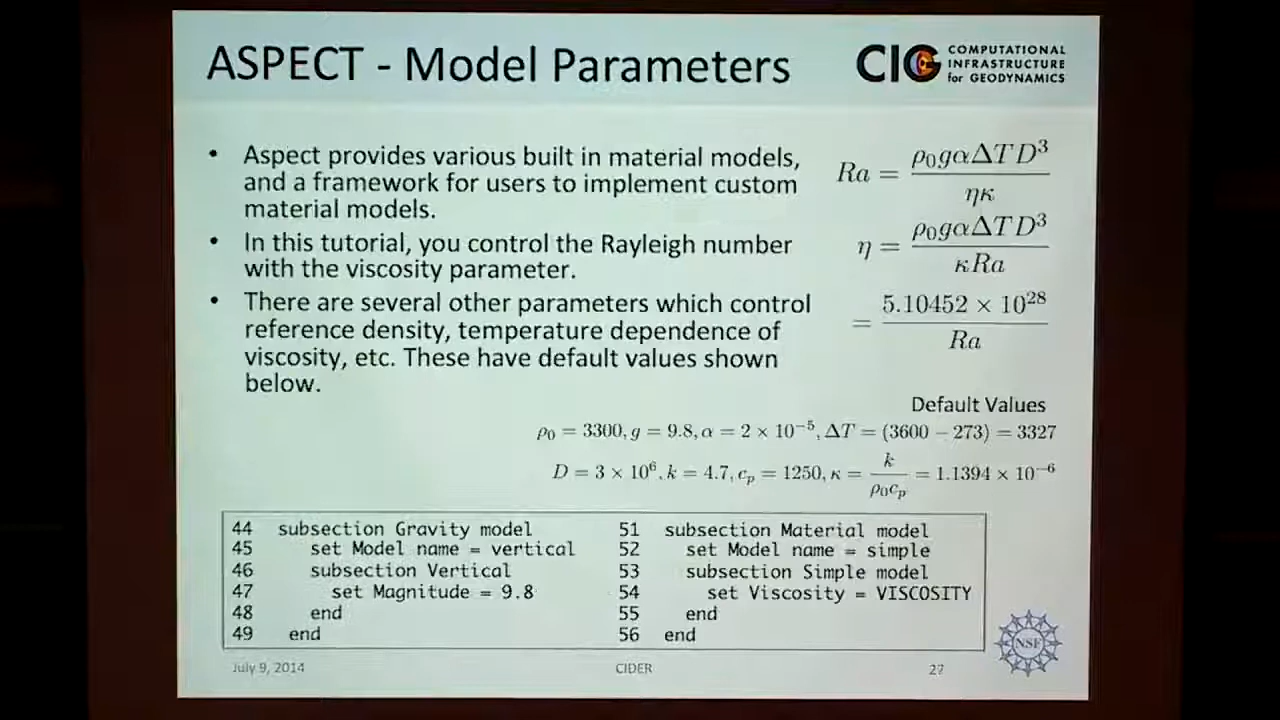 ASPECT - Model Parameters
CIG COMPUTATIONAL
INFRASTRUCTURE
for GEODYNAMICS
• Aspect provides various built in material models,
and a framework for users to implement custom
material models.
• In this tutorial, you control the Rayleigh number
with the viscosity parameter.
• There are several other parameters which control
reference density, temperature dependence of
viscosity, etc. These have default values shown
below.
Ra = ρ₀gαΔTD³ / ηκ
η = ρ₀gαΔTD³ / κRa
= 5.10452 × 10²⁸ / Ra
Default Values
ρ₀ = 3300, g = 9.8, α = 2 × 10⁻⁵, ΔT = (3600 − 273) = 3327
D = 3 × 10⁶, k = 4.7, cₚ = 1250, κ = k / ρ₀cₚ = 1.1394 × 10⁻⁶
44 subsection Gravity model
45 set Model name = vertical
46 subsection Vertical
47 set Magnitude = 9.8
48 end
49 end
51 subsection Material model
52 set Model name = simple
53 subsection Simple model
54 set Viscosity = VISCOSITY
55 end
56 end
NSF
July 9, 2014
CIDER
27